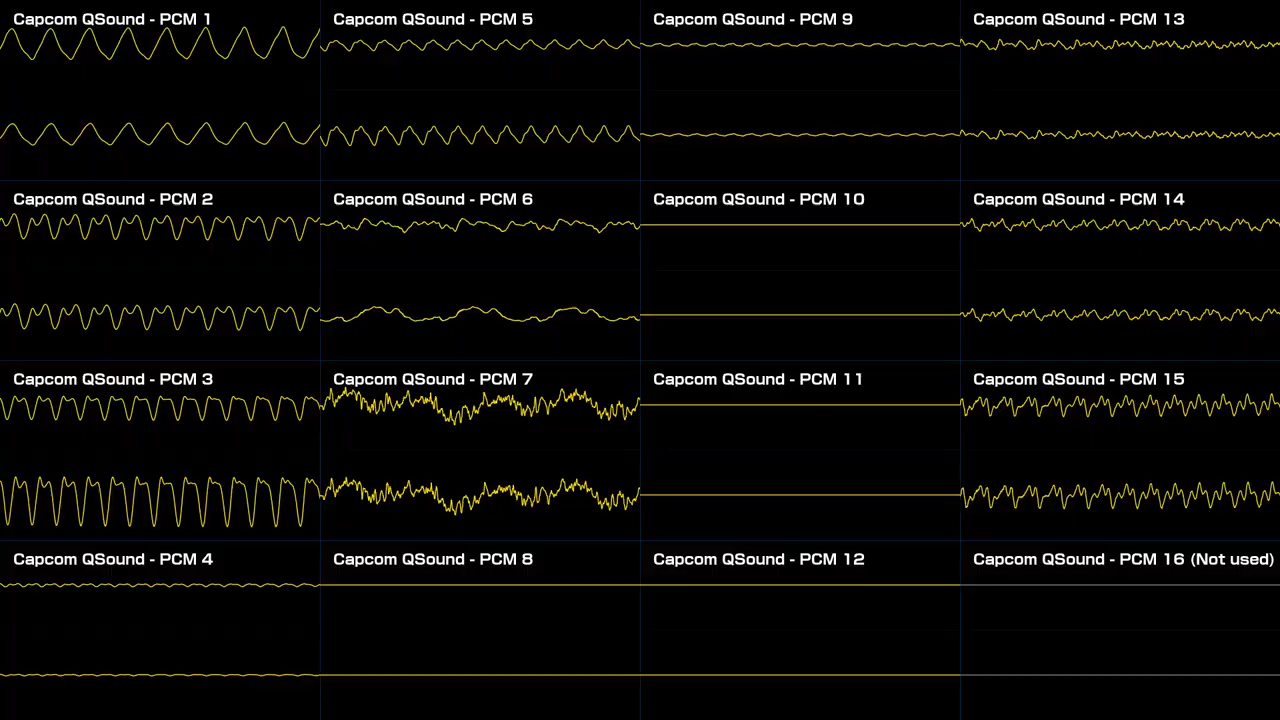 Capcom QSound - PCM 1
Capcom QSound - PCM 5
Capcom QSound - PCM 9
Capcom QSound - PCM 13
Capcom QSound - PCM 2
Capcom QSound - PCM 6
Capcom QSound - PCM 10
Capcom QSound - PCM 14
Capcom QSound - PCM 3
Capcom QSound - PCM 7
Capcom QSound - PCM 11
Capcom QSound - PCM 15
Capcom QSound - PCM 4
Capcom QSound - PCM 8
Capcom QSound - PCM 12
Capcom QSound - PCM 16 (Not used)